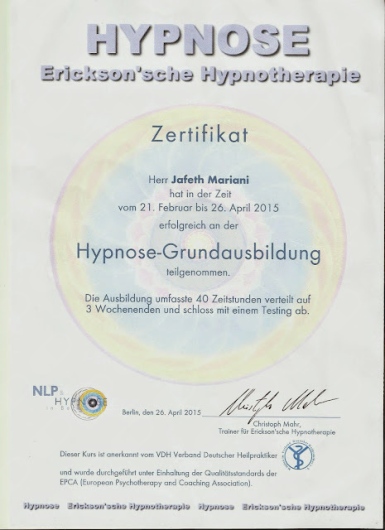 HYPNOSE
Erickson'sche Hypnotherapie
Zertifikat
Herr Jafeth Mariani
hat in der Zeit
vom 21. Februar bis 26. April 2015
erfolgreich an der
Hypnose-Grundausbildung
teilgenommen.
Die Ausbildung umfasste 40 Zeitstunden verteilt auf
3 Wochenenden und schloss mit einem Testing ab.
NLP &
HYPNOSE
in Berlin
Berlin, den 26. April 2015
Christoph Mohr,
Trainer für Erickson'sche Hypnotherapie
Dieser Kurs ist anerkannt vom VDH Verband Deutscher Heilpraktiker
und wurde durchgeführt unter Einhaltung der Qualitätsstandards der
EPCA (European Psychotherapy and Coaching Association).
Hypnose Erickson'sche Hypnotherapie Hypnose Erickson'sche Hypnotherapie